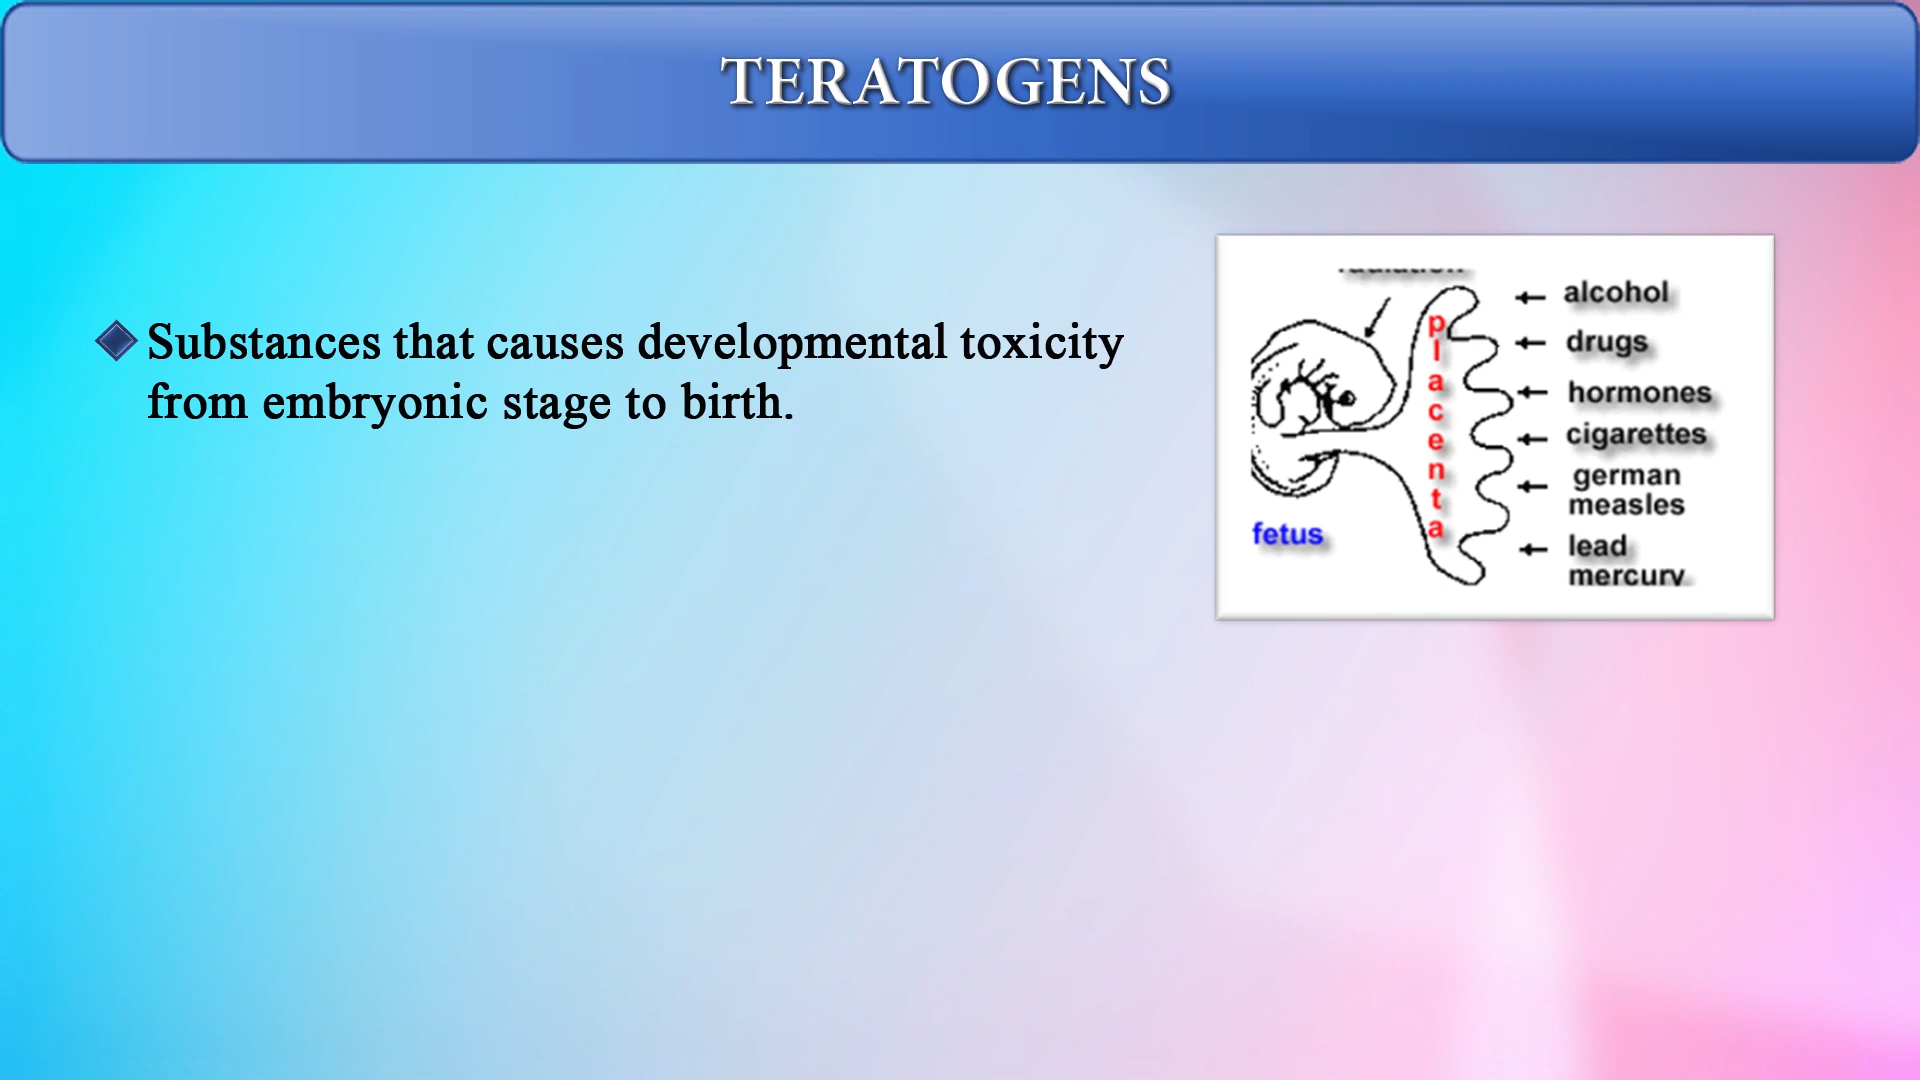 TERATOGENS
Substances that causes developmental toxicity
from embryonic stage to birth.
alcohol
drugs
hormones
cigarettes
german
measles
lead
mercury
placenta
fetus